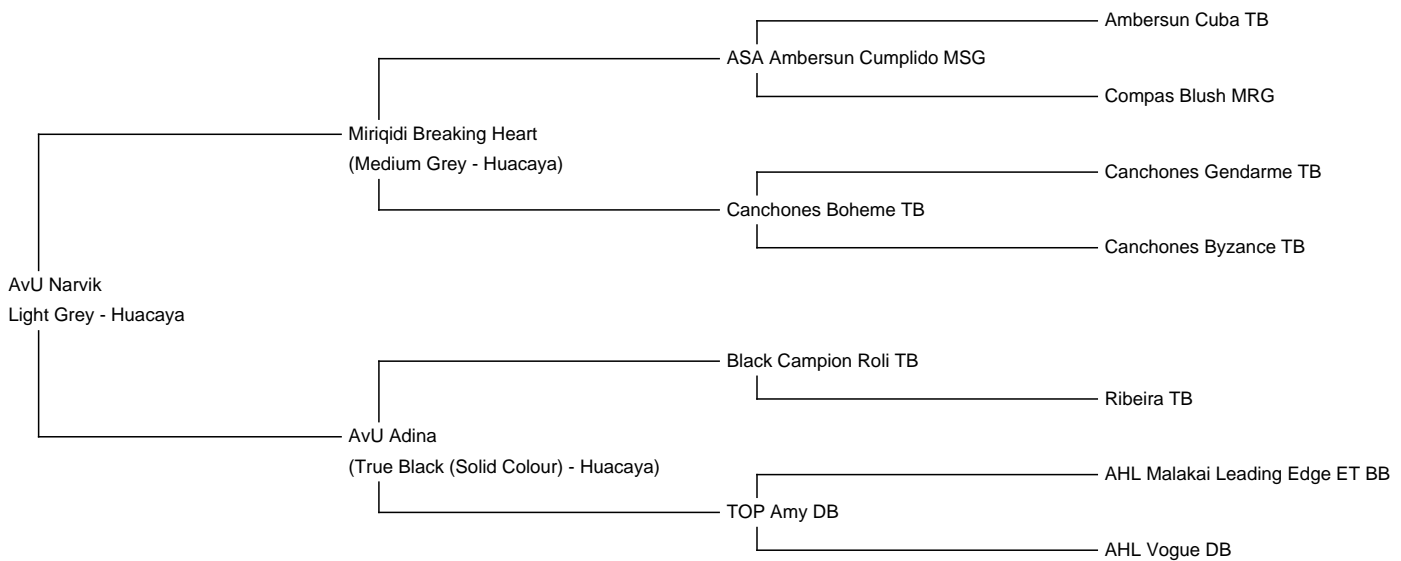 Ambersun Cuba TB
ASA Ambersun Cumplido MSG
Compas Blush MRG
Miriqidi Breaking Heart
(Medium Grey - Huacaya)
Canchones Gendarme TB
Canchones Boheme TB
Canchones Byzance TB
AvU Narvik
Light Grey - Huacaya
Black Campion Roli TB
Ribeira TB
AvU Adina
(True Black (Solid Colour) - Huacaya)
AHL Malakai Leading Edge ET BB
TOP Amy DB
AHL Vogue DB